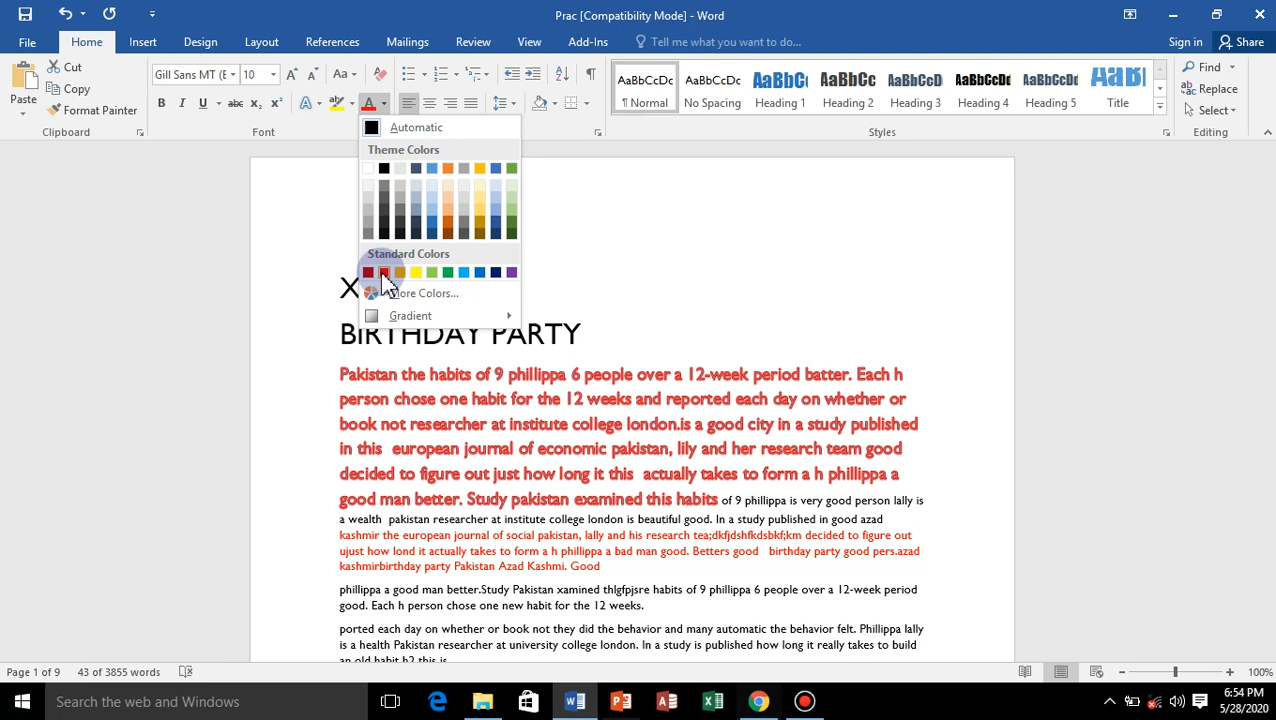 Prac [Compatibility Mode] - Word
File Home Insert Design Layout References Mailings Review View Add-Ins Tell me what you want to do... Sign in Share
Paste
Cut
Copy
Format Painter
Clipboard
Gill Sans MT (E 10
Font
AaBbCcDc
¶ Normal
AaBbCcDc
No Spacing
AaBbCc
Heading 1
AaBbCc
Heading 2
AaBbCcDd
Heading 3
AaBbCcDc
Heading 4
AaBbCcDd
Heading 5
AaBl
Title
Styles
Find
Replace
Select
Editing
Automatic
Theme Colors
Standard Colors
More Colors...
Gradient
X
BIRTHDAY PARTY
Pakistan the habits of 9 phillippa 6 people over a 12-week period batter. Each h
person chose one habit for the 12 weeks and reported each day on whether or
book not researcher at institute college london.is a good city in a study published
in this european journal of economic pakistan, lily and her research team good
decided to figure out just how long it this actually takes to form a h phillippa a
good man better. Study pakistan examined this habits of 9 phillippa is very good person lally is
a wealth pakistan researcher at institute college london is beautiful good. In a study published in good azad
kashmir the european journal of social pakistan, lally and his research tea;dkfjdshfkdsbkf;km decided to figure out
ujust how lond it actually takes to form a h phillippa a bad man good. Betters good birthday party good pers.azad
kashmirbirthday party Pakistan Azad Kashmi. Good
phillippa a good man better.Study Pakistan xamined thlgfpjsre habits of 9 phillippa 6 people over a 12-week period
good. Each h person chose one new habit for the 12 weeks.
ported each day on whether or book not they did the behavior and many automatic the behavior felt. Phillippa lally
is a health Pakistan researcher at university college london. In a study is published how long it really takes to build
an old habit h2 this is
Page 1 of 9 43 of 3855 words 100%
Search the web and Windows
6:54 PM
5/28/2020